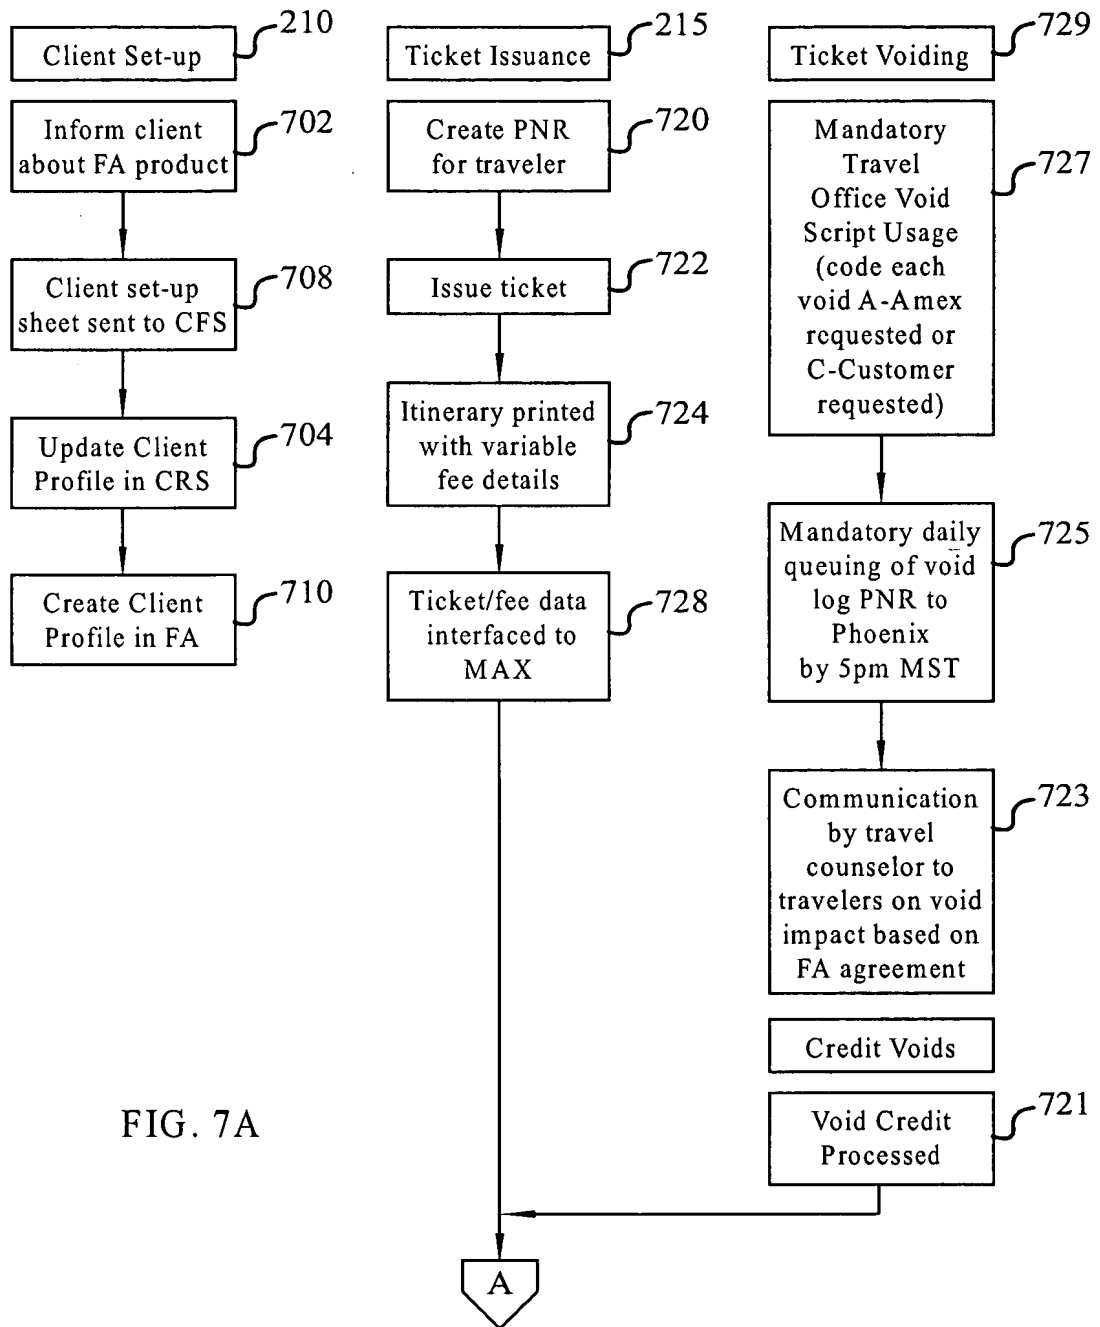 210
Client Set-up
Inform client
about FA product
702
Client set-up
sheet sent to CFS
708
Update Client
Profile in CRS
704
Create Client
Profile in FA
710
215
Ticket Issuance
Create PNR
for traveler
720
Issue ticket
722
Itinerary printed
with variable
fee details
724
Ticket/fee data
interfaced to
MAX
728
729
Ticket Voiding
Mandatory
Travel
Office Void
Script Usage
(code each
void A-Amex
requested or
C-Customer
requested)
727
Mandatory daily
queuing of void
log PNR to
Phoenix
by 5pm MST
725
Communication
by travel
counselor to
travelers on void
impact based on
FA agreement
723
Credit Voids
Void Credit
Processed
721
FIG. 7A
A